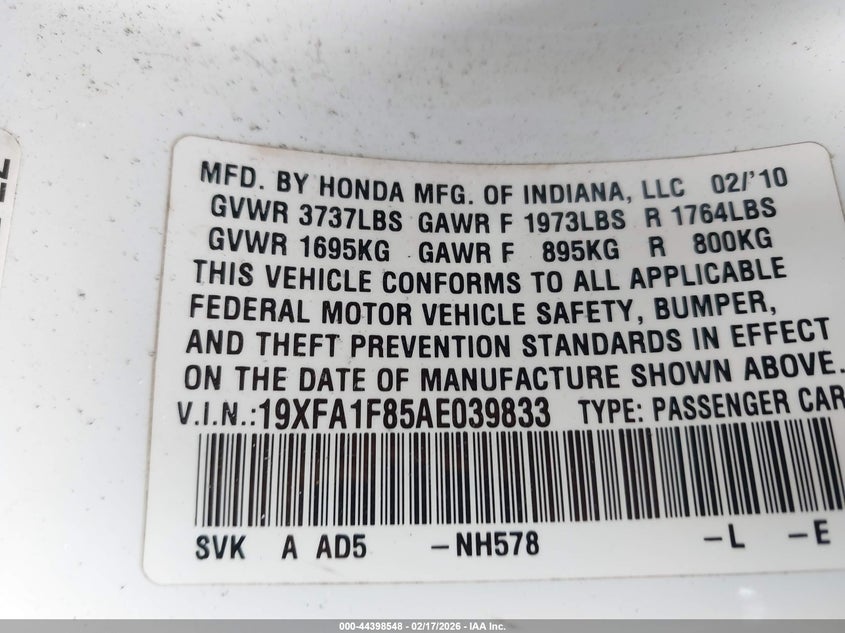 MFD. BY HONDA MFG. OF INDIANA, LLC 02/'10
GVWR 3737LBS GAWR F 1973LBS R 1764LBS
GVWR 1695KG GAWR F 895KG R 800KG
THIS VEHICLE CONFORMS TO ALL APPLICABLE
FEDERAL MOTOR VEHICLE SAFETY, BUMPER,
AND THEFT PREVENTION STANDARDS IN EFFECT
ON THE DATE OF MANUFACTURE SHOWN ABOVE.
V.I.N.:19XFA1F85AE039833 TYPE: PASSENGER CAR
SVK A AD5 -NH578 -L -E
000-44398548 - 02/17/2026 - IAA Inc.